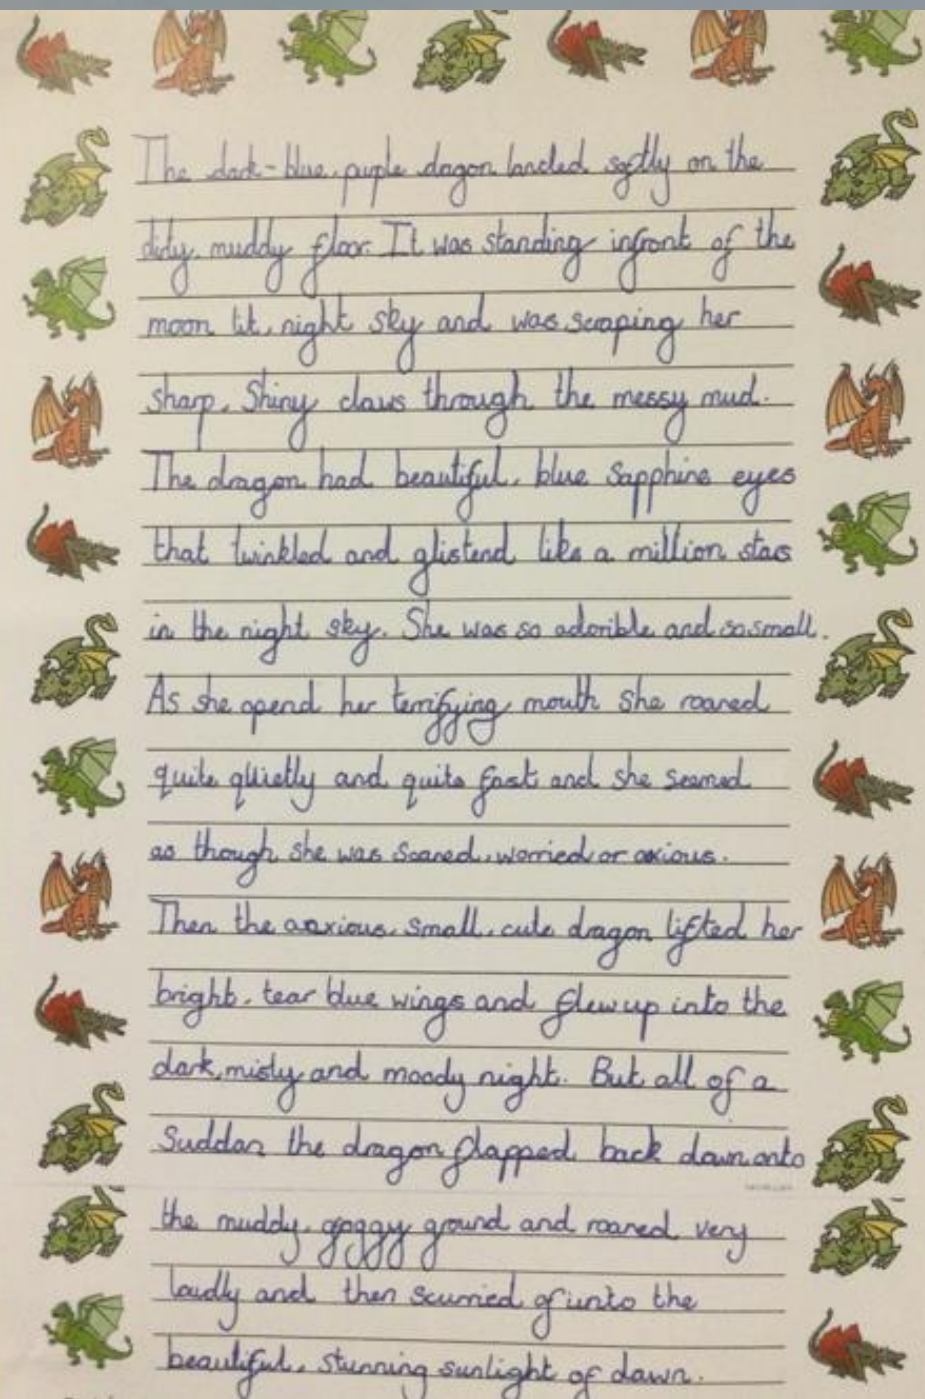 The dark-blue, puple dragon landed softly on the
dirty, muddy floor. It was standing infront of the
moon lit, night sky and was scraping her
sharp, Shiny claws through the messy mud.
The dragon had beautiful, blue Sapphire eyes
that twinkled and glistend like a million stars
in the night sky. She was so adorible and so small.
As she opend her terrifying mouth She roared
quite quietly and quite fast and she seemed
as though she was scared, worried or axious.
Then the axious, small, cute dragon lifted her
bright, tear blue wings and flew up into the
dark, misty and moody night. But all of a
Suddan the dragon flapped back down onto
the muddy, ground and roared very
loudly and then scurried of into the
beautiful, stunning sunlight of dawn.